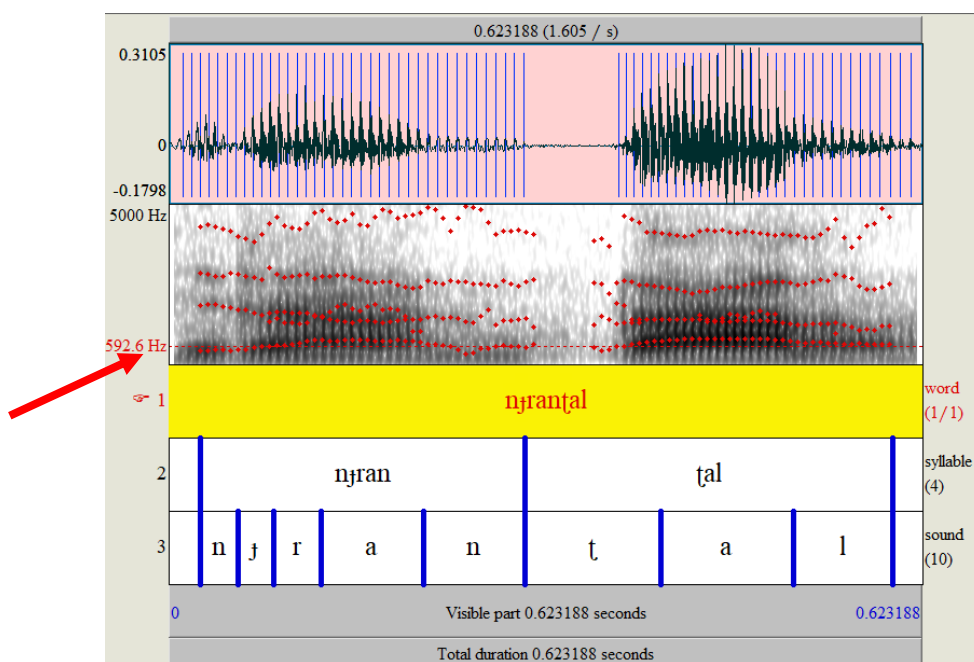 0.623188 (1.605 / s)
0.3105
0
-0.1798
5000 Hz
592.6 Hz
☞ 1 nɟranʈal word (1/1)
2 nɟran ʈal syllable (4)
3 n ɟ r a n ʈ a l sound (10)
0 Visible part 0.623188 seconds 0.623188
Total duration 0.623188 seconds